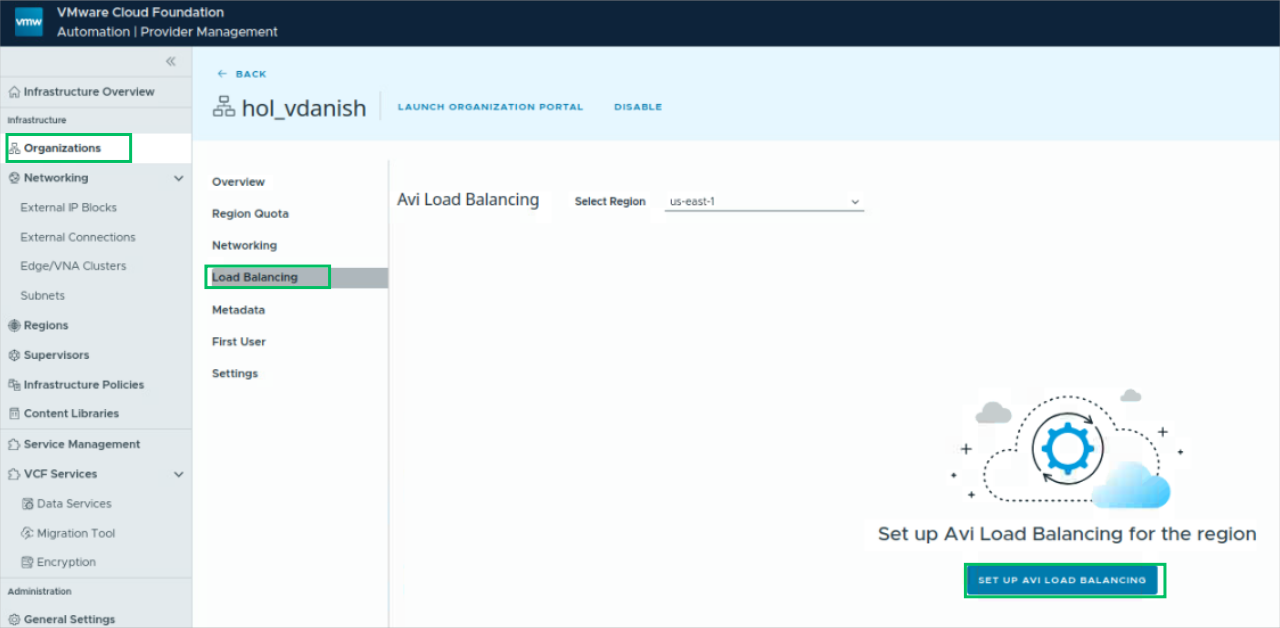 vmw
VMware Cloud Foundation
Automation | Provider Management
Infrastructure Overview
Infrastructure
Organizations
Networking
External IP Blocks
External Connections
Edge/VNA Clusters
Subnets
Regions
Supervisors
Infrastructure Policies
Content Libraries
Service Management
VCF Services
Data Services
Migration Tool
Encryption
Administration
General Settings
BACK
hol_vdanish
LAUNCH ORGANIZATION PORTAL
DISABLE
Overview
Region Quota
Networking
Load Balancing
Metadata
First User
Settings
Avi Load Balancing
Select Region
us-east-1
Set up Avi Load Balancing for the region
SET UP AVI LOAD BALANCING